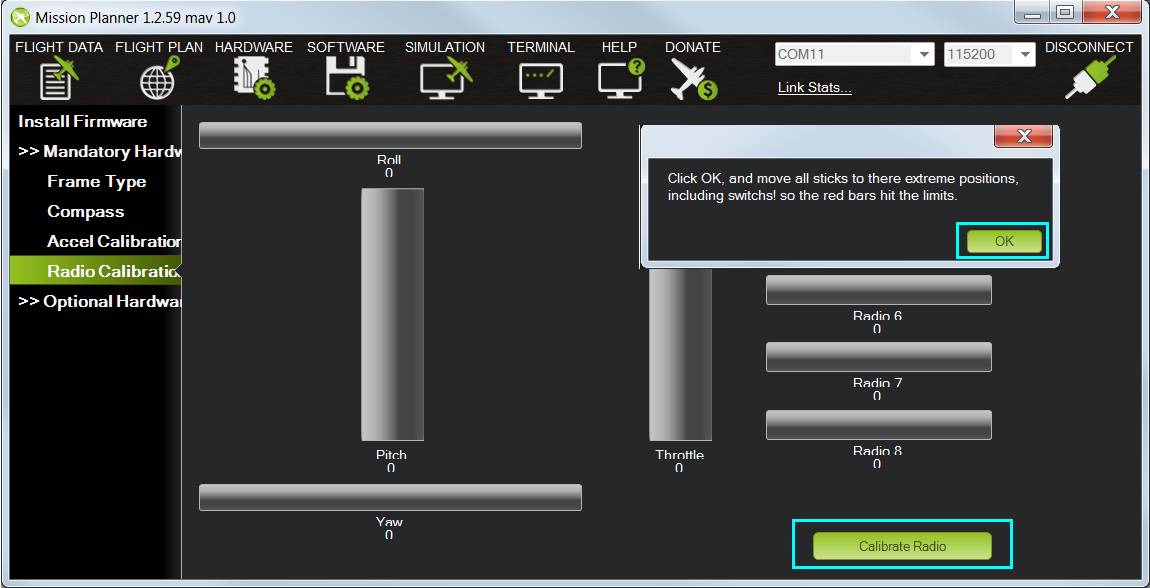 Mission Planner 1.2.59 mav 1.0
FLIGHT DATA FLIGHT PLAN HARDWARE SOFTWARE SIMULATION TERMINAL HELP DONATE
COM11 115200 DISCONNECT
Link Stats...
Install Firmware
>> Mandatory Hardw
Frame Type
Compass
Accel Calibration
Radio Calibratio
>> Optional Hardwar
Roll
0
Pitch
0
Yaw
0
Throttle
0
Click OK, and move all sticks to there extreme positions,
including switchs! so the red bars hit the limits.
OK
Radio 6
0
Radio 7
0
Radio 8
0
Calibrate Radio